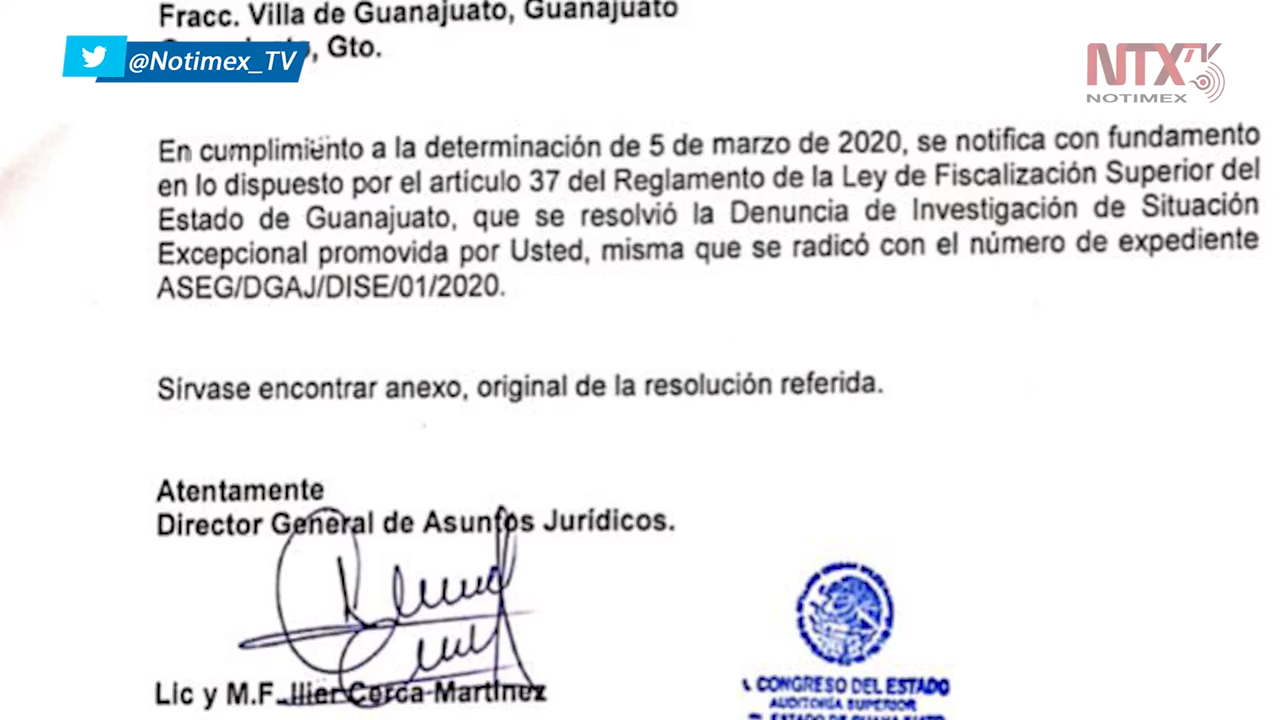 Fracc. Villa de Guanajuato, Guanajuato
, Gto.
@Notimex_TV
NTX TV
NOTIMEX
En cumplimiento a la determinación de 5 de marzo de 2020, se notifica con fundamento
en lo dispuesto por el artículo 37 del Reglamento de la Ley de Fiscalización Superior del
Estado de Guanajuato, que se resolvió la Denuncia de Investigación de Situación
Excepcional promovida por Usted, misma que se radicó con el número de expediente
ASEG/DGAJ/DISE/01/2020.
Sírvase encontrar anexo, original de la resolución referida.
Atentamente
Director General de Asuntos Jurídicos.
Lic y M.F. Martínez
CONGRESO DEL ESTADO
AUDITORÍA SUPERIOR
ESTADO DE GUANAJUATO